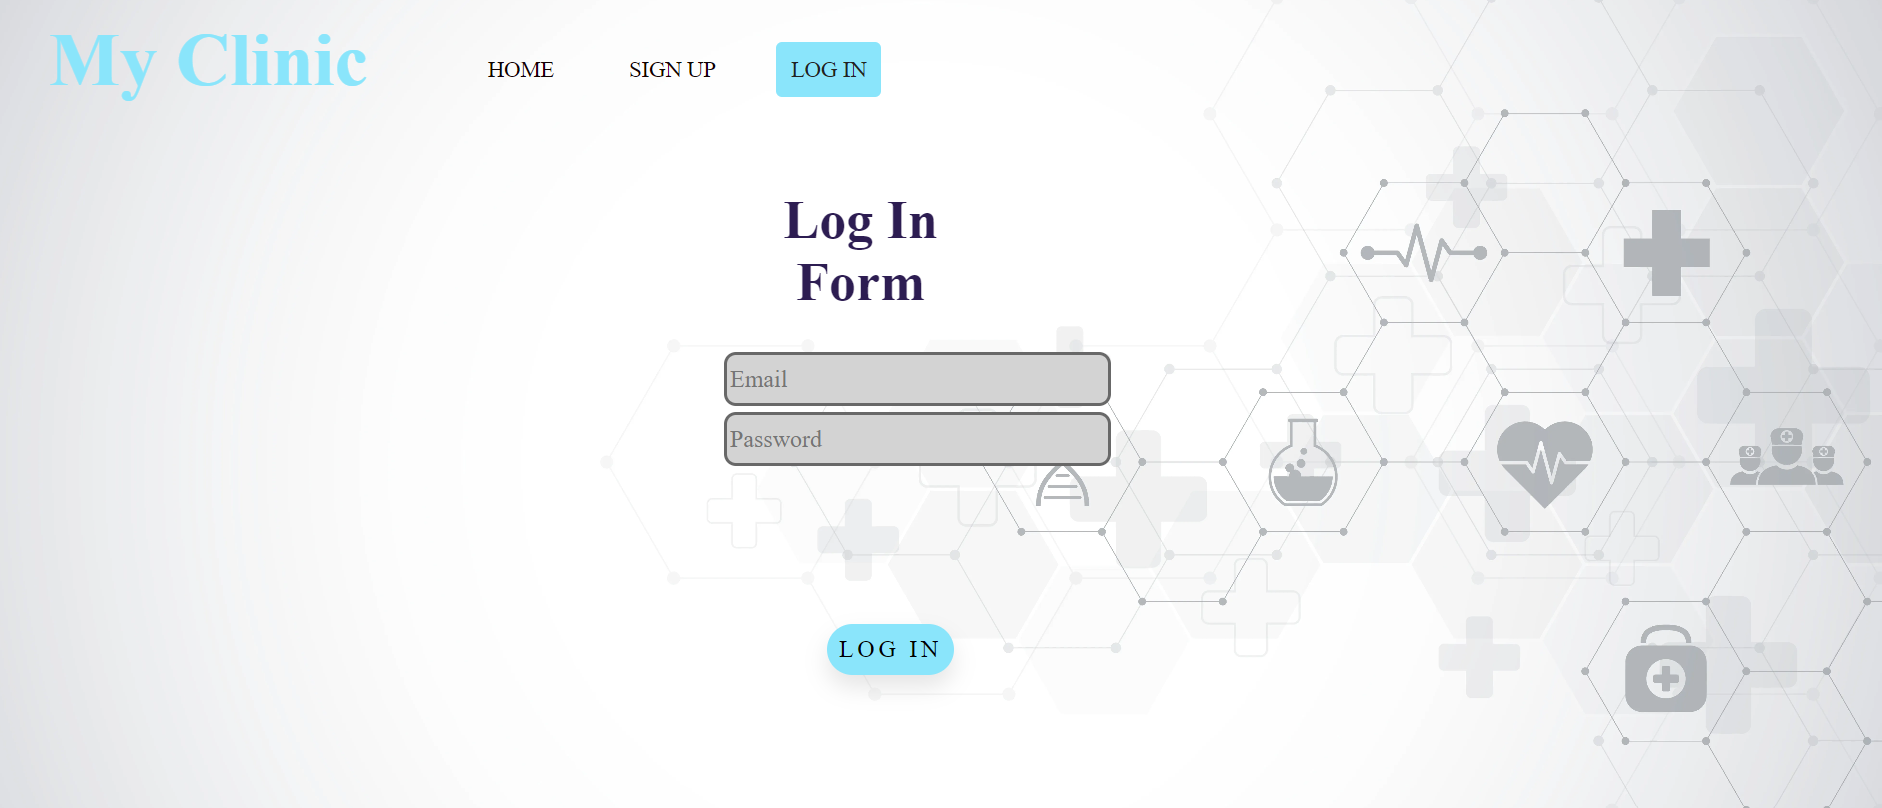 My Clinic
HOME
SIGN UP
LOG IN
Log In
Form
Email
Password
LOG IN